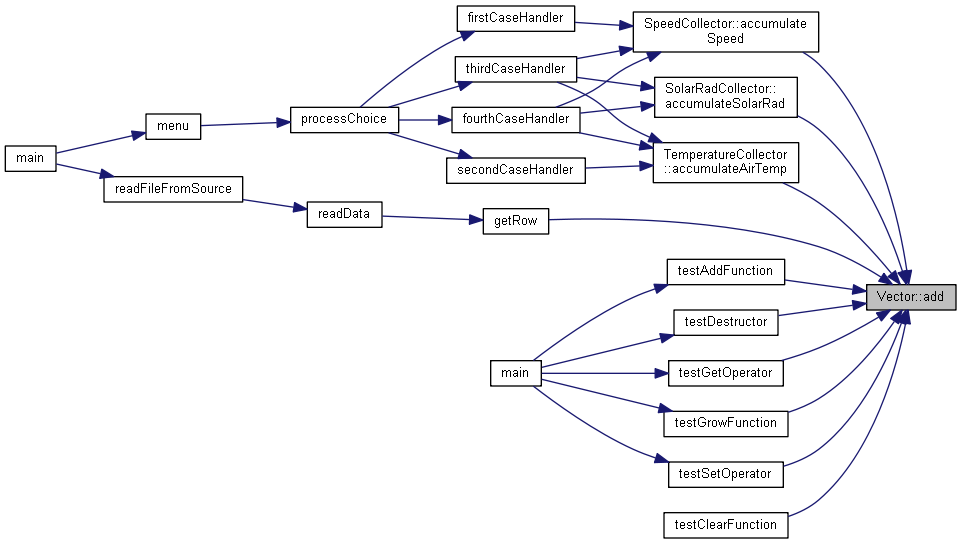 firstCaseHandler
SpeedCollector::accumulate
Speed
thirdCaseHandler
SolarRadCollector::
accumulateSolarRad
menu
processChoice
fourthCaseHandler
main
secondCaseHandler
TemperatureCollector
::accumulateAirTemp
readFileFromSource
readData
getRow
testAddFunction
Vector::add
testDestructor
main
testGetOperator
testGrowFunction
testSetOperator
testClearFunction